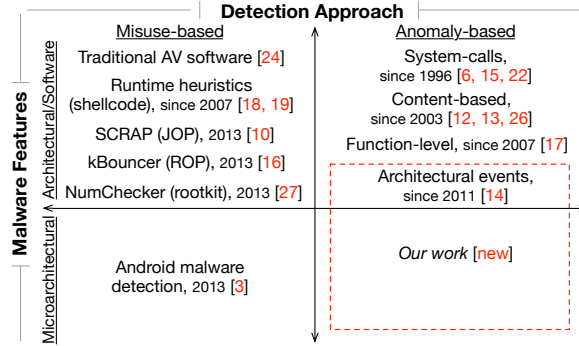 Detection Approach
Misuse-based
Traditional AV software [24]
Runtime heuristics
(shellcode), since 2007 [18, 19]
SCRAP (JOP), 2013 [10]
kBouncer (ROP), 2013 [16]
NumChecker (rootkit), 2013 [27]
Anomaly-based
System-calls,
since 1996 [6, 15, 22]
Content-based,
since 2003 [12, 13, 26]
Function-level, since 2007 [17]
Architectural events,
since 2011 [14]
Malware Features
Architectural/Software
Microarchitectural
Android malware
detection, 2013 [3]
Our work [new]